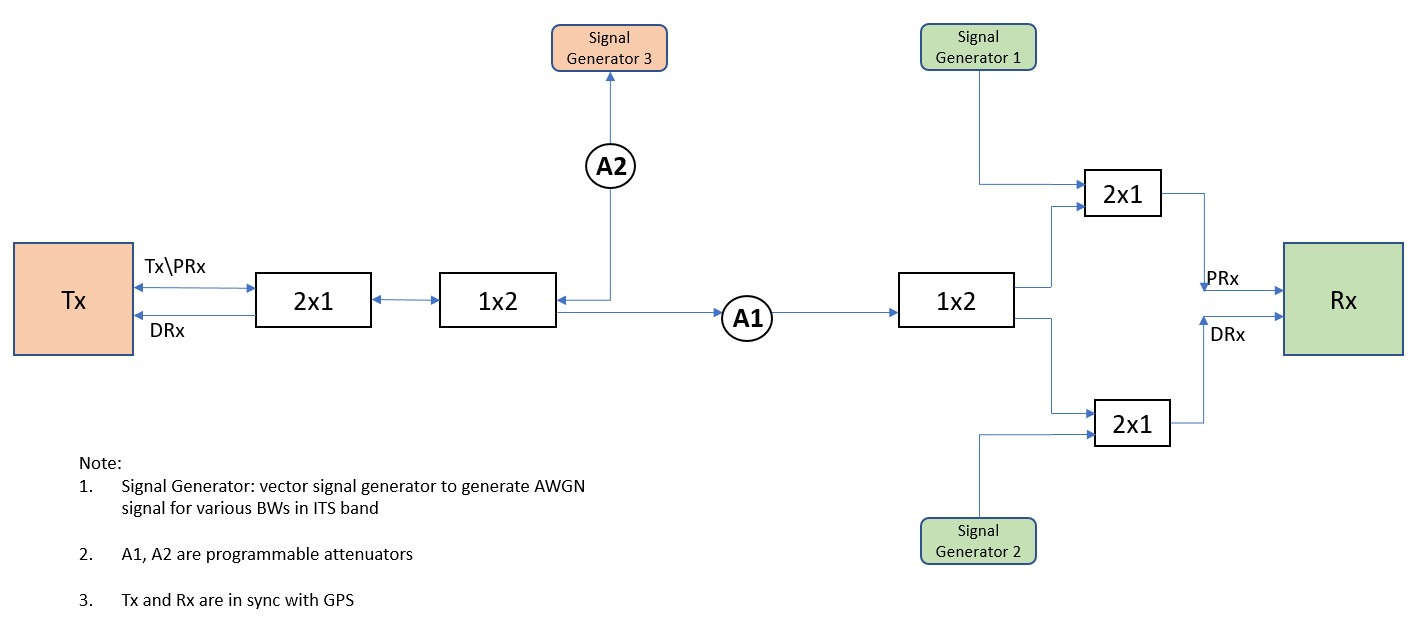 Signal
Generator 3
Signal
Generator 1
A2
2x1
Tx\PRx
PRx
Tx
2x1
1x2
A1
1x2
Rx
DRx
DRx
2x1
Note:
1. Signal Generator: vector signal generator to generate AWGN
signal for various BWs in ITS band
Signal
Generator 2
2. A1, A2 are programmable attenuators
3. Tx and Rx are in sync with GPS